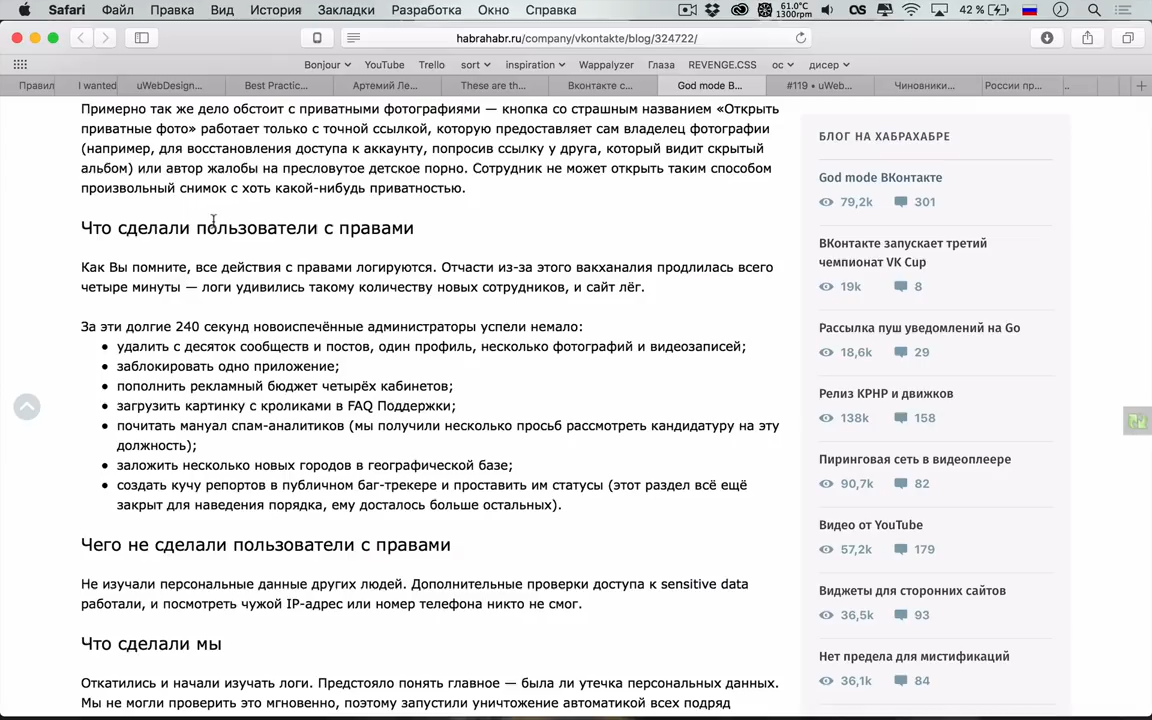 Safari Файл Правка Вид История Закладки Разработка Окно Справка
61.0°C 1300rpm
42 %
habrahabr.ru/company/vkontakte/blog/324722/
Bonjour YouTube Trello sort inspiration Wappalyzer Глаза REVENGE.CSS ос дисер
Правил I wanted uWebDesign... Best Practic... Артемий Ле... These are th... Вконтакте с... God mode В... #119 • uWeb... Чиновники... России пр... ..
Примерно так же дело обстоит с приватными фотографиями — кнопка со страшным названием «Открыть
приватные фото» работает только с точной ссылкой, которую предоставляет сам владелец фотографии
(например, для восстановления доступа к аккаунту, попросив ссылку у друга, который видит скрытый
альбом) или автор жалобы на пресловутое детское порно. Сотрудник не может открыть таким способом
произвольный снимок с хоть какой-нибудь приватностью.
Что сделали пользователи с правами
Как Вы помните, все действия с правами логируются. Отчасти из-за этого вакханалия продлилась всего
четыре минуты — логи удивились такому количеству новых сотрудников, и сайт лёг.
За эти долгие 240 секунд новоиспечённые администраторы успели немало:
• удалить с десяток сообществ и постов, один профиль, несколько фотографий и видеозаписей;
• заблокировать одно приложение;
• пополнить рекламный бюджет четырёх кабинетов;
• загрузить картинку с кроликами в FAQ Поддержки;
• почитать мануал спам-аналитиков (мы получили несколько просьб рассмотреть кандидатуру на эту
должность);
• заложить несколько новых городов в географической базе;
• создать кучу репортов в публичном баг-трекере и проставить им статусы (этот раздел всё ещё
закрыт для наведения порядка, ему досталось больше остальных).
Чего не сделали пользователи с правами
Не изучали персональные данные других людей. Дополнительные проверки доступа к sensitive data
работали, и посмотреть чужой IP-адрес или номер телефона никто не смог.
Что сделали мы
Откатились и начали изучать логи. Предстояло понять главное — была ли утечка персональных данных.
Мы не могли проверить это мгновенно, поэтому запустили уничтожение автоматикой всех подряд
БЛОГ НА ХАБРАХАБРЕ
God mode ВКонтакте
79,2k 301
ВКонтакте запускает третий
чемпионат VK Cup
19k 8
Рассылка пуш уведомлений на Go
18,6k 29
Релиз KPHP и движков
138k 158
Пиринговая сеть в видеоплеере
90,7k 82
Видео от YouTube
57,2k 179
Виджеты для сторонних сайтов
36,5k 93
Нет предела для мистификаций
36,1k 84